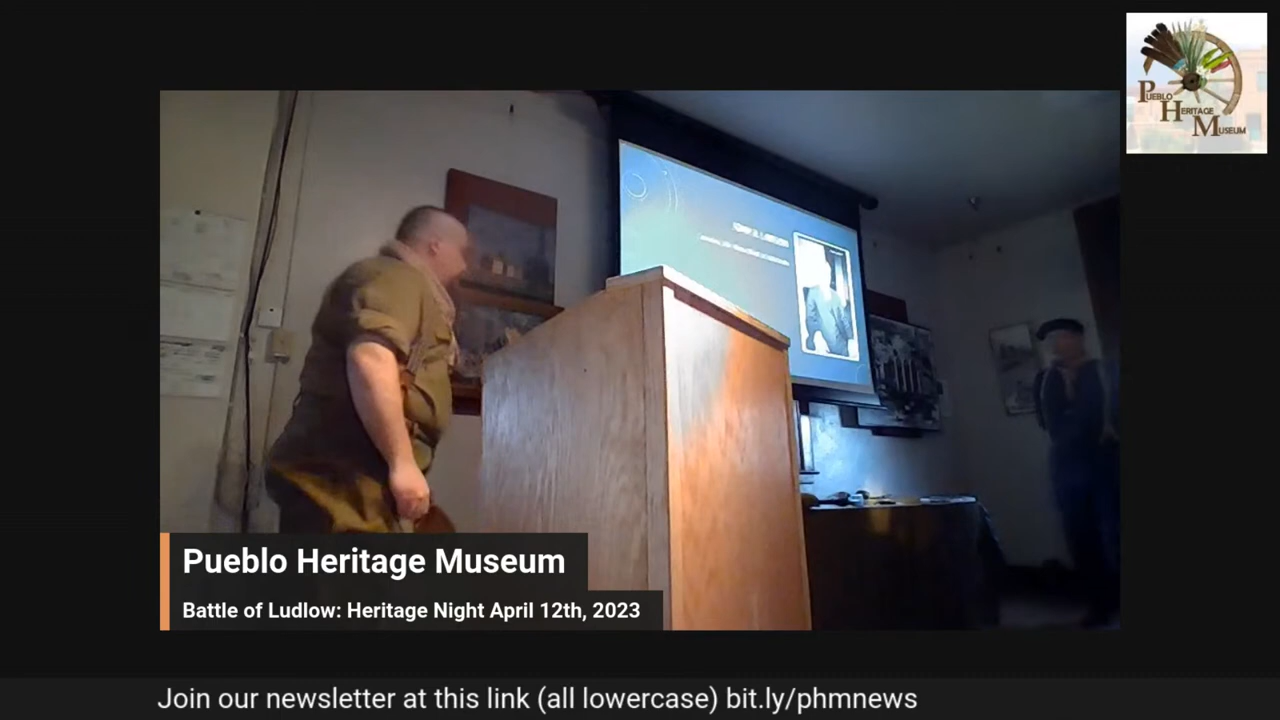 PUEBLO
HERITAGE
MUSEUM
Pueblo Heritage Museum
Battle of Ludlow: Heritage Night April 12th, 2023
Join our newsletter at this link (all lowercase) bit.ly/phmnews